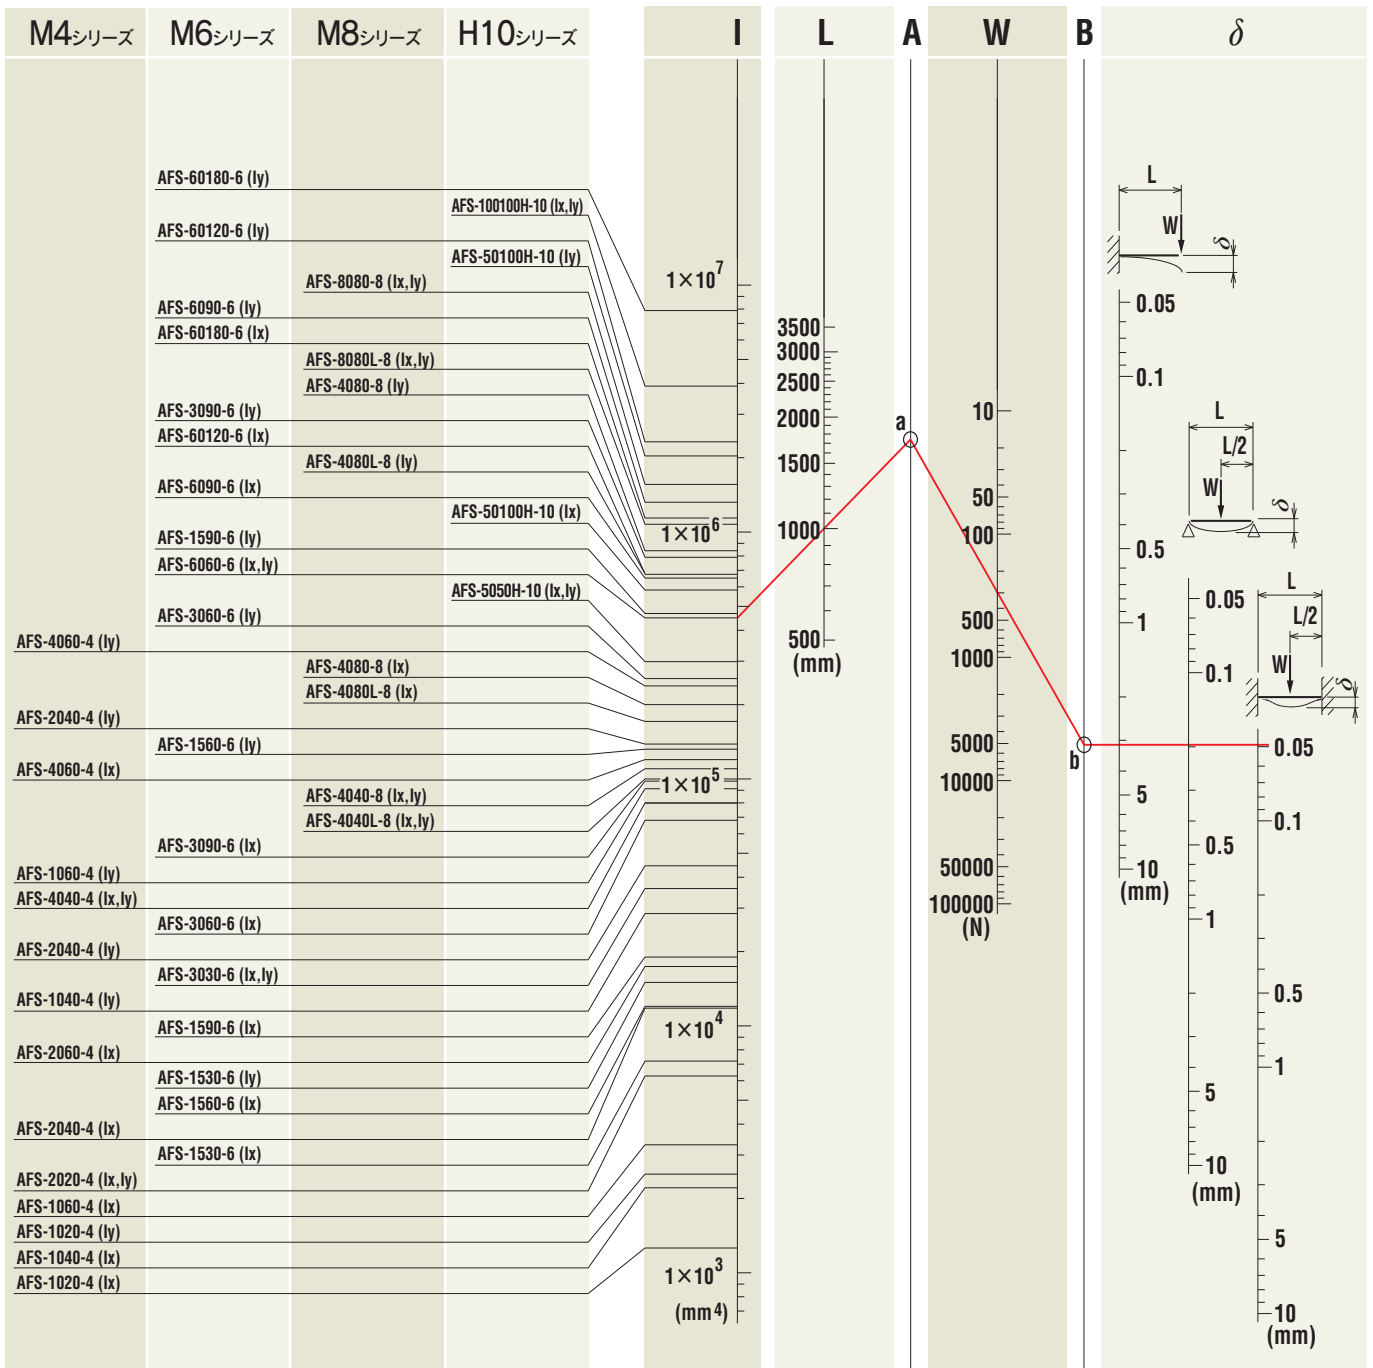 M4シリーズ M6シリーズ M8シリーズ H10シリーズ I L A W B δ
AFS-60180-6 (Iy)
AFS-100100H-10 (Ix,Iy)
AFS-60120-6 (Iy)
AFS-50100H-10 (Iy)
AFS-8080-8 (Ix,Iy)
AFS-6090-6 (Iy)
AFS-60180-6 (Ix)
AFS-8080L-8 (Ix,Iy)
AFS-4080-8 (Iy)
AFS-3090-6 (Iy)
AFS-60120-6 (Ix)
AFS-4080L-8 (Iy)
AFS-6090-6 (Ix)
AFS-50100H-10 (Ix)
AFS-1590-6 (Iy)
AFS-6060-6 (Ix,Iy)
AFS-5050H-10 (Ix,Iy)
AFS-3060-6 (Iy)
AFS-4060-4 (Iy)
AFS-4080-8 (Ix)
AFS-4080L-8 (Ix)
AFS-2040-4 (Iy)
AFS-1560-6 (Iy)
AFS-4060-4 (Ix)
AFS-4040-8 (Ix,Iy)
AFS-4040L-8 (Ix,Iy)
AFS-3090-6 (Ix)
AFS-1060-4 (Iy)
AFS-4040-4 (Ix,Iy)
AFS-3060-6 (Ix)
AFS-2040-4 (Iy)
AFS-3030-6 (Ix,Iy)
AFS-1040-4 (Iy)
AFS-1590-6 (Ix)
AFS-2060-4 (Ix)
AFS-1530-6 (Iy)
AFS-1560-6 (Ix)
AFS-2040-4 (Ix)
AFS-1530-6 (Ix)
AFS-2020-4 (Ix,Iy)
AFS-1060-4 (Ix)
AFS-1020-4 (Iy)
AFS-1040-4 (Ix)
AFS-1020-4 (Ix)
1×10⁷
1×10⁶
1×10⁵
1×10⁴
1×10³
(mm⁴)
3500
3000
2500
2000
1500
1000
500
(mm)
a
10
50
100
500
1000
5000
10000
50000
100000
(N)
b
L
W
δ
0.05
0.1
0.5
1
5
10
(mm)
L
L/2
W
δ
0.05
0.1
0.5
1
5
10
(mm)
L
L/2
W
δ
0.05
0.1
0.5
1
5
10
(mm)